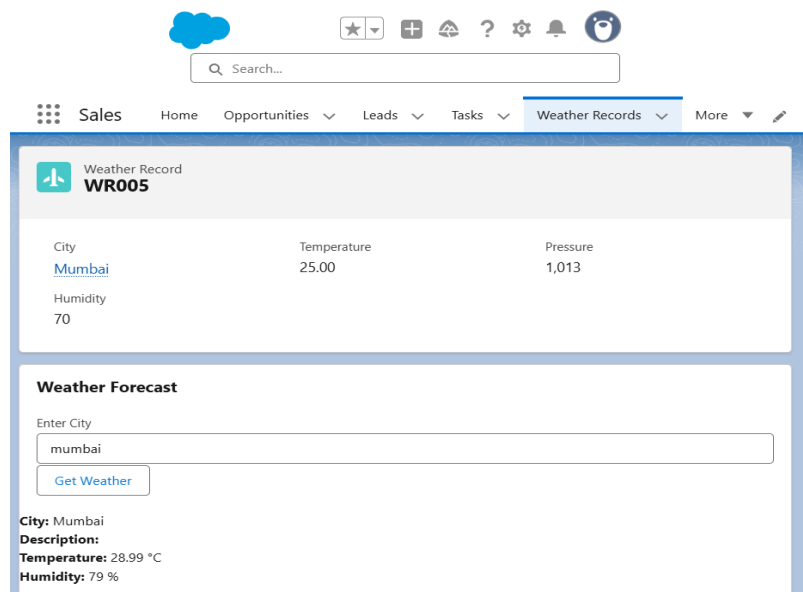 Search...
Sales Home Opportunities Leads Tasks Weather Records More
Weather Record
WR005
City Temperature Pressure
Mumbai 25.00 1,013
Humidity
70
Weather Forecast
Enter City
mumbai
Get Weather
City: Mumbai
Description:
Temperature: 28.99 °C
Humidity: 79 %